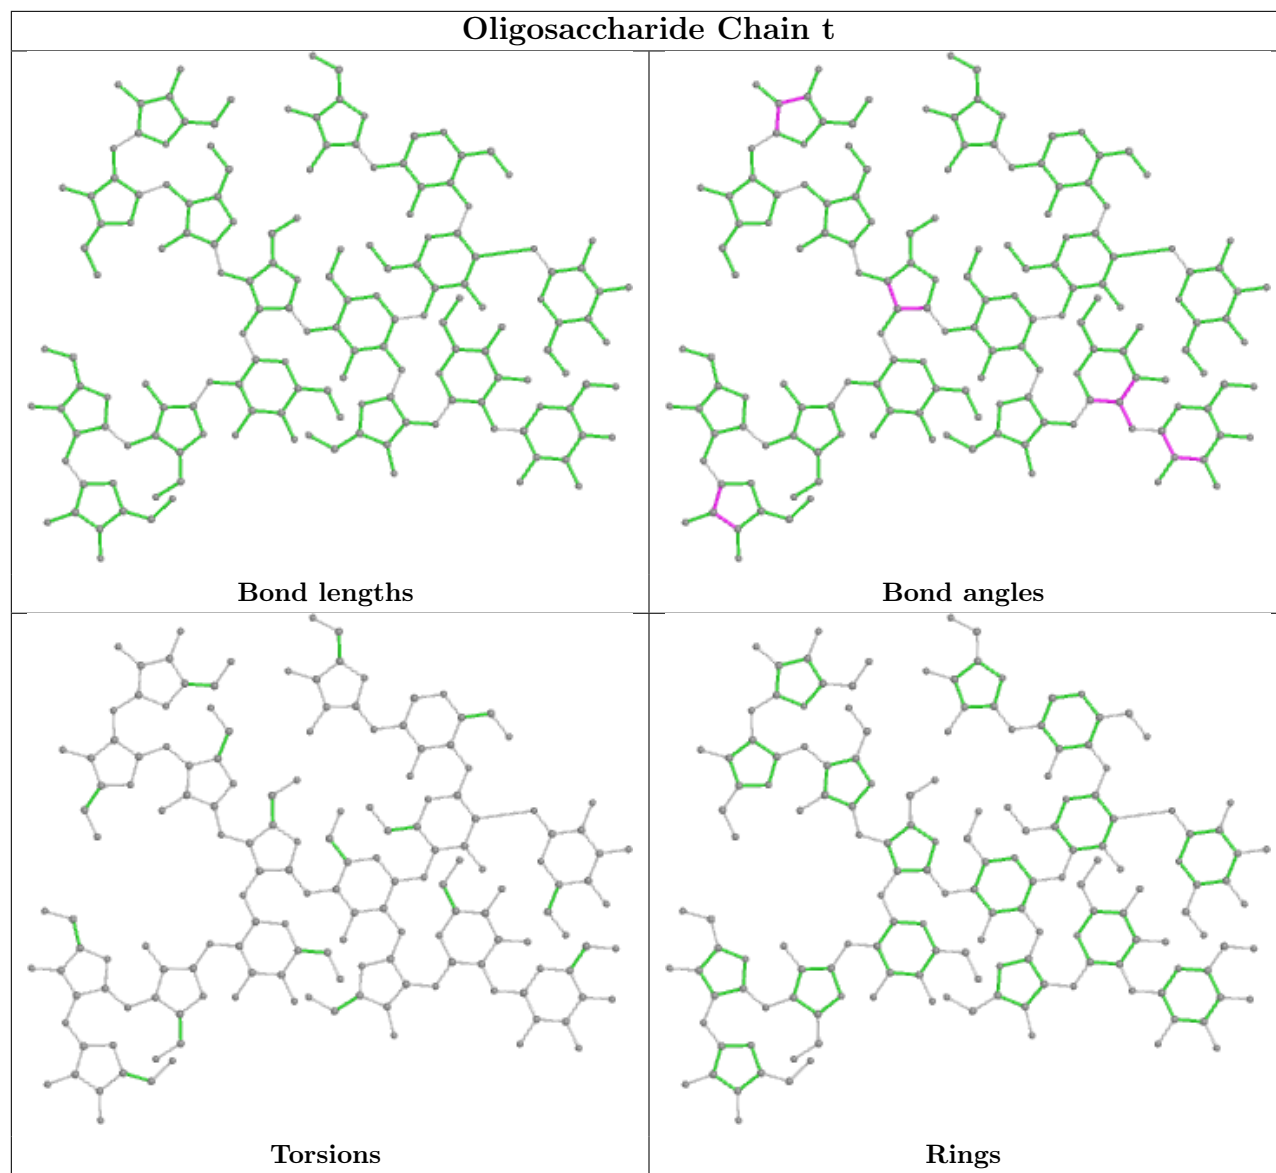 Oligosaccharide Chain t
Bond lengths
Bond angles
Torsions
Rings